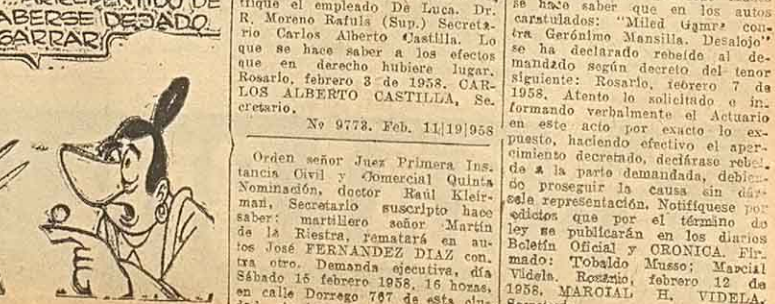 DE
ABERSE DEJADO
GARRAR!
rique el empleado De Luca. Dr.
R. Moreno Rafuls (Sup.) Secreta-
rio Carlos Alberto Castilla. Lo
que se hace saber a los efectos
que en derecho hubiere lugar.
Rosario, febrero 3 de 1958. CAR-
LOS ALBERTO CASTILLA, Se-
cretario.
Nº 9773. Feb. 11|19|958
Orden señor Juez Primera Ins-
tancia Civil y Comercial Quinta
Nominación, doctor Raúl Kleir-
man, Secretario suscripto hace
saber: martillero señor Martín
de la Riestra, rematará en au-
tos José FERNANDEZ DIAZ con-
tra otro. Demanda ejecutiva, día
Sábado 15 febrero 1958, 16 horas,
en calle Dorrego 767 de esta
se hace saber que en los autos
caratulados: "Miled Gamra con-
tra Gerónimo Mansilla. Desalojo"
se ha declarado rebelde al de-
mandado según decreto del tenor
siguiente: Rosario, febrero 7 de
1958. Atento lo solicitado e in-
formando verbalmente el Actuario
en este acto por exacto lo ex-
puesto, haciendo efectivo el aper-
cimiento decretado, declárase rebel-
de a la parte demandada, debien-
do proseguir la causa sin dár-
sele representación. Notifíquese por
edictos que por el término de
ley se publicarán en los diarios
Boletín Oficial y CRONICA. Fir-
mado: Tobaldo Musso; Marcial
Videla. Rosario, febrero 12 de
1958. MARCIAL H. VIDELA,